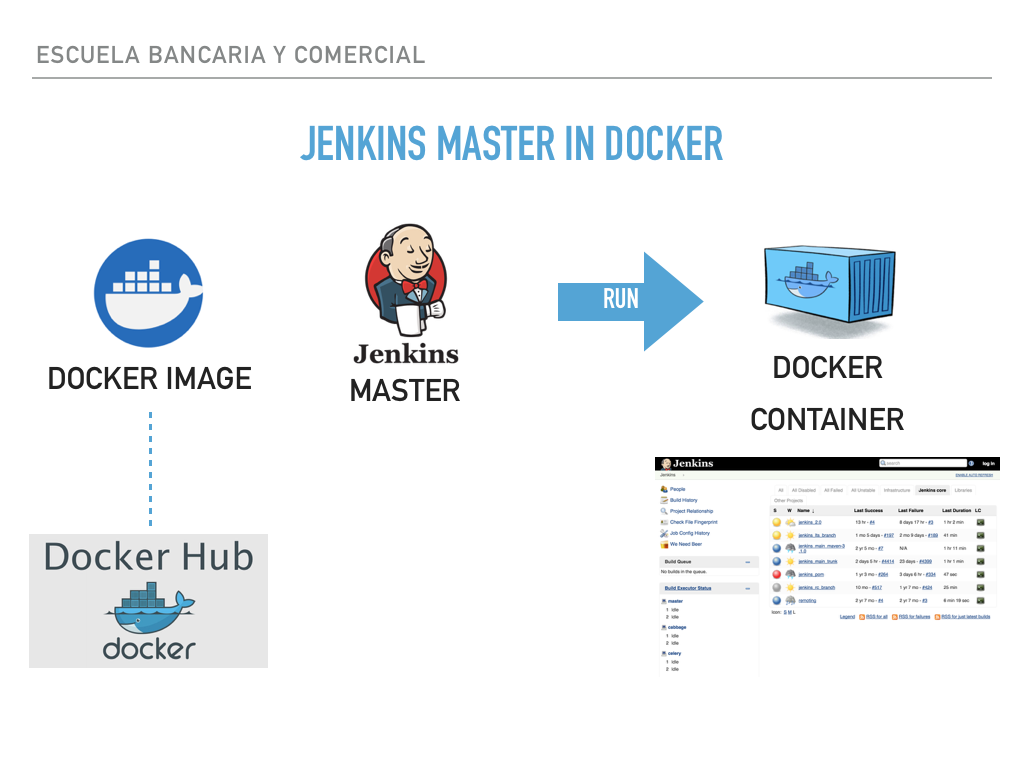 ESCUELA BANCARIA Y COMERCIAL
JENKINS MASTER IN DOCKER
DOCKER IMAGE
Jenkins
MASTER
RUN
DOCKER
CONTAINER
Docker Hub
docker
Jenkins
search
log in
Jenkins
ENABLE AUTO REFRESH
People
Build History
Project Relationship
Check File Fingerprint
Job Config History
We Need Beer
Build Queue
No builds in the queue.
Build Executor Status
master
1 Idle
2 Idle
cabbage
1 Idle
2 Idle
celery
1 Idle
2 Idle
All All Disabled All Failed All Unstable Infrastructure Jenkins core Libraries
Other Projects
S W Name ↓ Last Success Last Failure Last Duration LC
jenkins_2.0 13 hr - #4 8 days 17 hr - #3 1 hr 2 min
jenkins_lts_branch 1 mo 5 days - #197 2 mo 9 days - #189 41 min
jenkins_main_maven-3
.1.0 2 yr 5 mo - #7 N/A 1 hr 11 min
jenkins_main_trunk 2 days 5 hr - #4414 23 days - #4399 1 hr 1 min
jenkins_pom 1 yr 3 mo - #264 3 days 6 hr - #334 47 sec
jenkins_rc_branch 10 mo - #517 1 yr 7 mo - #424 25 min
remoting 2 yr 7 mo - #4 2 yr 7 mo - #3 6 min 19 sec
Icon: S M L
Legend RSS for all RSS for failures RSS for just latest builds